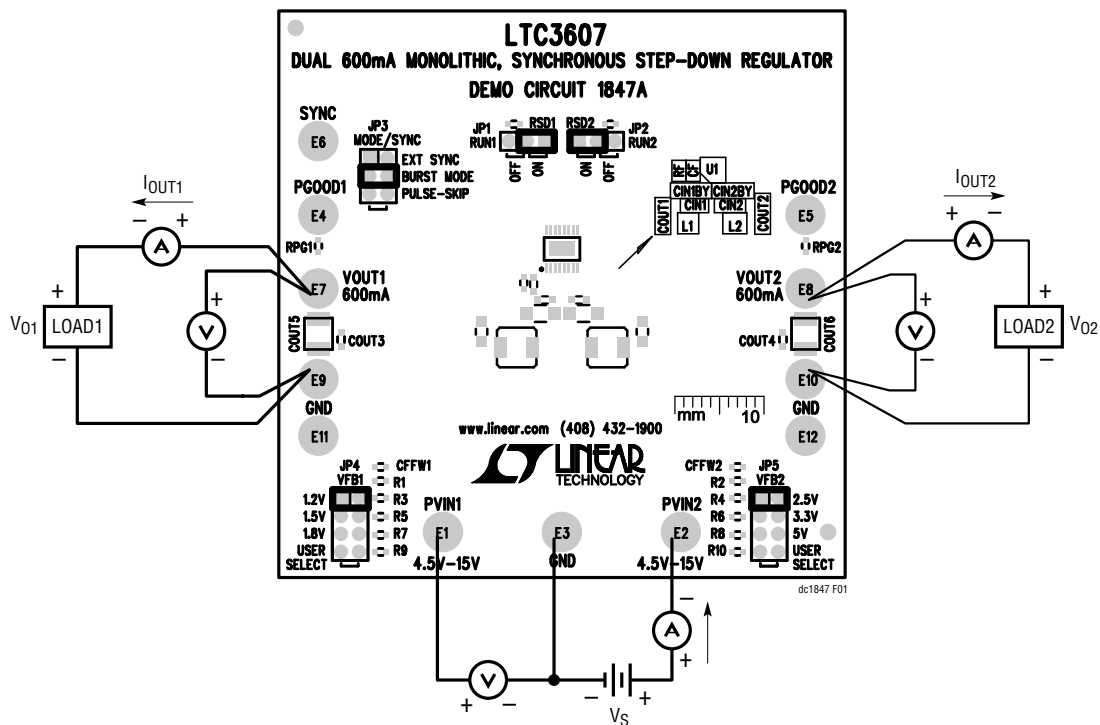 LTC3607
DUAL 600mA MONOLITHIC, SYNCHRONOUS STEP-DOWN REGULATOR
DEMO CIRCUIT 1847A
SYNC
E6
JP3
MODE/SYNC
EXT SYNC
BURST MODE
PULSE-SKIP
JP1
RUN1
RSD1
OFF
ON
RSD2
JP2
RUN2
ON
OFF
RF
CF
U1
CIN1BY
CIN2BY
COUT1
CIN1
CIN2
COUT2
L1
L2
PGOOD1
E4
RPG1
PGOOD2
E5
RPG2
IOUT1
− +
A
IOUT2
+ −
A
E7
VOUT1
600mA
VOUT2
600mA
E8
+
LOAD1
−
VO1
+
V
−
COUT5
COUT3
COUT4
COUT6
+
V
−
+
LOAD2
−
VO2
E9
GND
E11
E10
GND
E12
mm 10
www.linear.com (408) 432-1900
LINEAR
TECHNOLOGY
JP4
VFB1
1.2V
1.5V
1.8V
USER
SELECT
CFFW1
R1
R3
R5
R7
R9
PVIN1
E1
4.5V-15V
E3
GND
PVIN2
E2
4.5V-15V
CFFW2
R2
R4
R6
R8
R10
JP5
VFB2
2.5V
3.3V
5V
USER
SELECT
dc1847 F01
−
A
+
+ V −
− +
VS